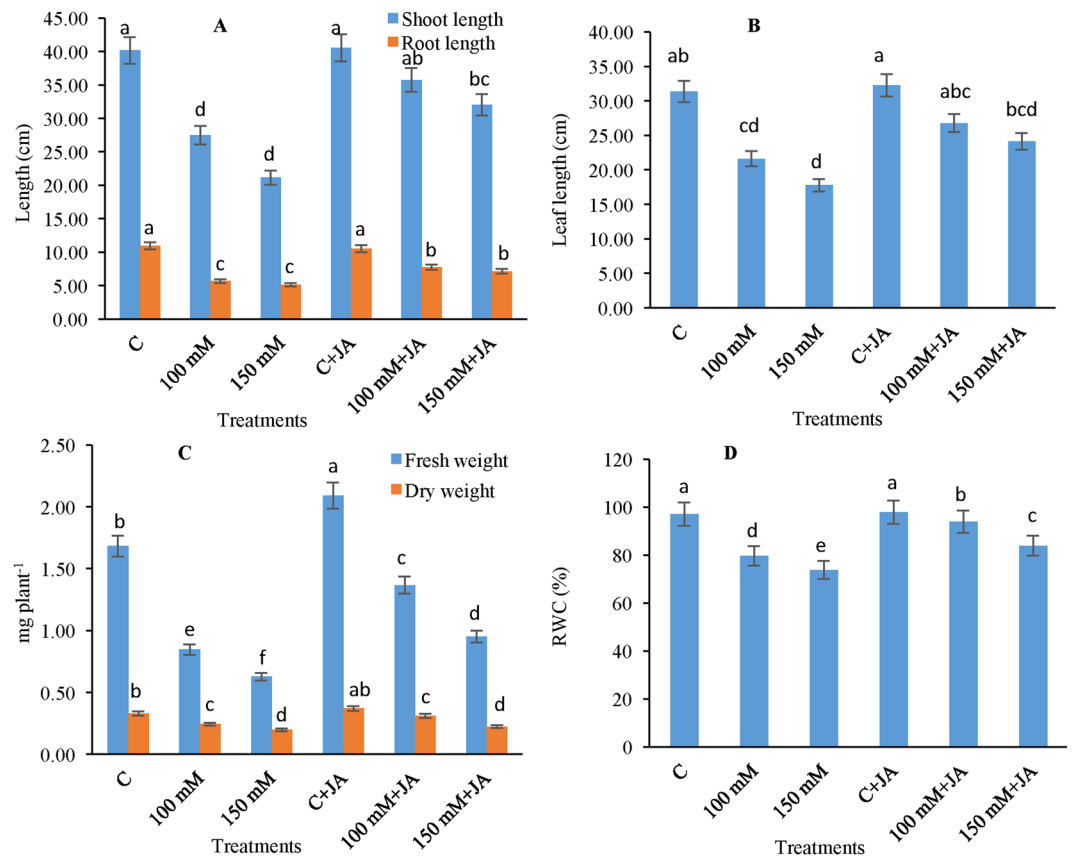 A
Shoot length
Root length
45.00
40.00
35.00
30.00
25.00
20.00
15.00
10.00
5.00
0.00
Length (cm)
a
a
d
c
d
c
a
a
ab
b
bc
b
C
100 mM
150 mM
C+JA
100 mM+JA
150 mM+JA
Treatments
B
40.00
35.00
30.00
25.00
20.00
15.00
10.00
5.00
0.00
Leaf length (cm)
ab
cd
d
a
abc
bcd
C
100 mM
150 mM
C+JA
100 mM+JA
150 mM+JA
Treatments
C
Fresh weight
Dry weight
2.50
2.00
1.50
1.00
0.50
0.00
mg plant⁻¹
b
b
e
c
f
d
a
ab
c
c
d
d
C
100 mM
150 mM
C+JA
100 mM+JA
150 mM+JA
Treatments
D
120
100
80
60
40
20
0
RWC (%)
a
d
e
a
b
c
C
100 mM
150 mM
C+JA
100 mM+JA
150 mM+JA
Treatments